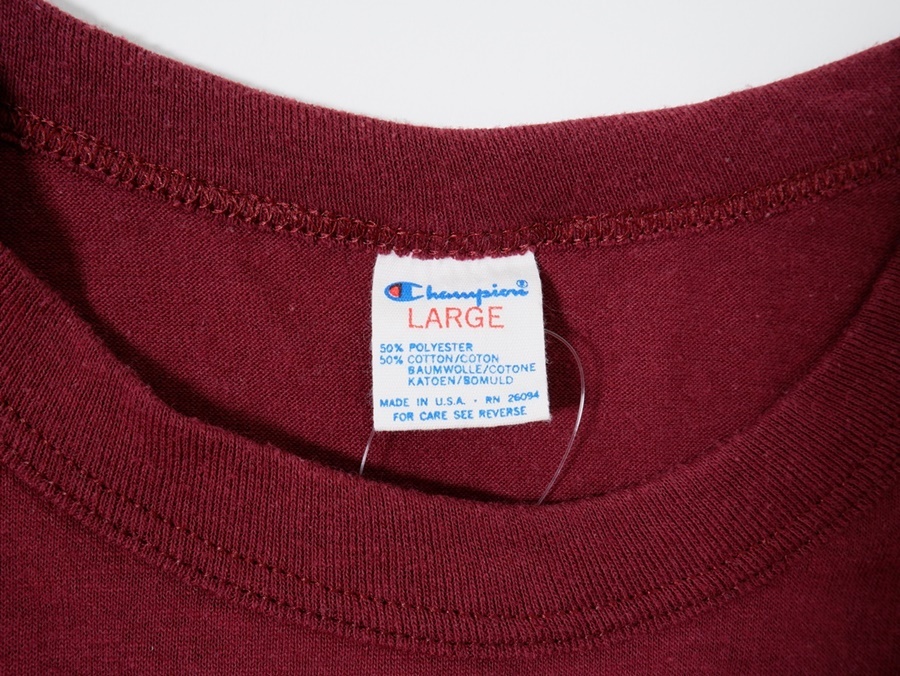 Champion®
LARGE
50% POLYESTER
50% COTTON/COTON
BAUMWOLLE/COTONE
KATOEN/BOMULD
MADE IN U.S.A. · RN 26094
FOR CARE SEE REVERSE